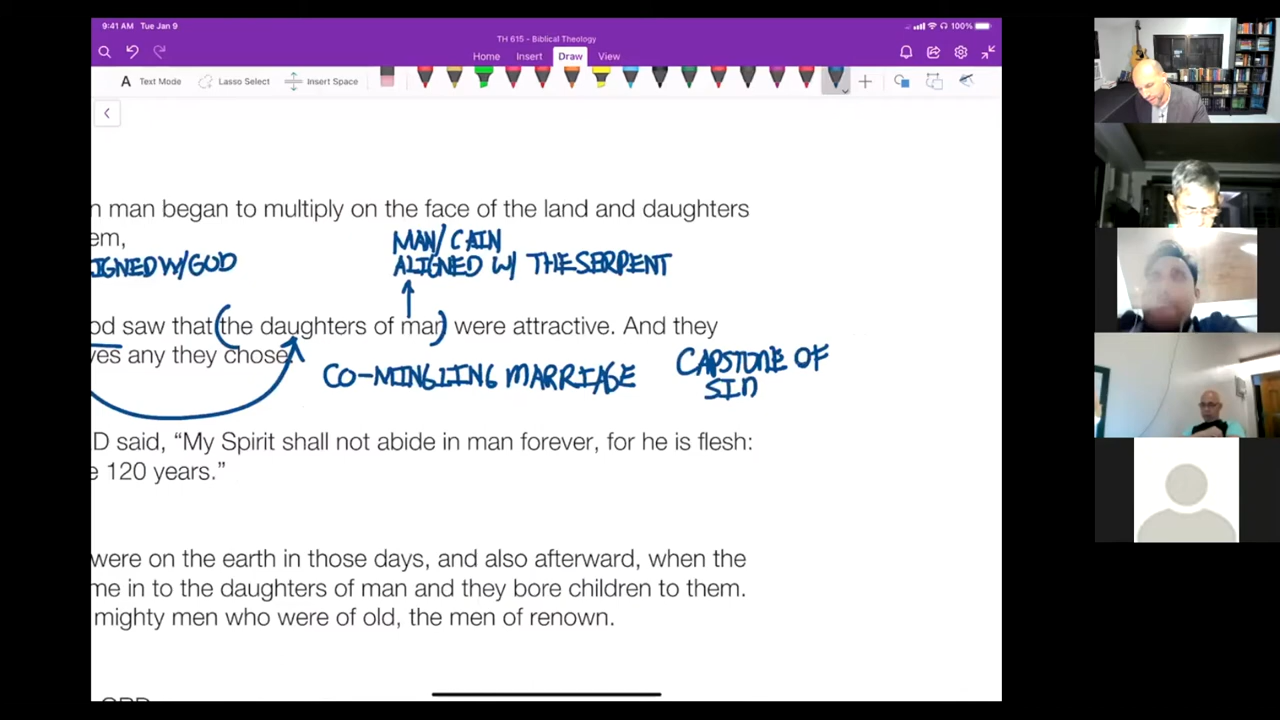 9:41 AM Tue Jan 9
100%
TH 615 - Biblical Theology
Home Insert Draw View
A Text Mode Lasso Select Insert Space
n man began to multiply on the face of the land and daughters
em,
MAN/ CAIN
IGNED W/ GOD
ALIGNED W/ THE SERPENT
od saw that (the daughters of man) were attractive. And they
ves any they chose.
CO-MINGLING MARRIAGE
CAPSTONE OF
SIN
D said, “My Spirit shall not abide in man forever, for he is flesh:
e 120 years.”
were on the earth in those days, and also afterward, when the
me in to the daughters of man and they bore children to them.
mighty men who were of old, the men of renown.